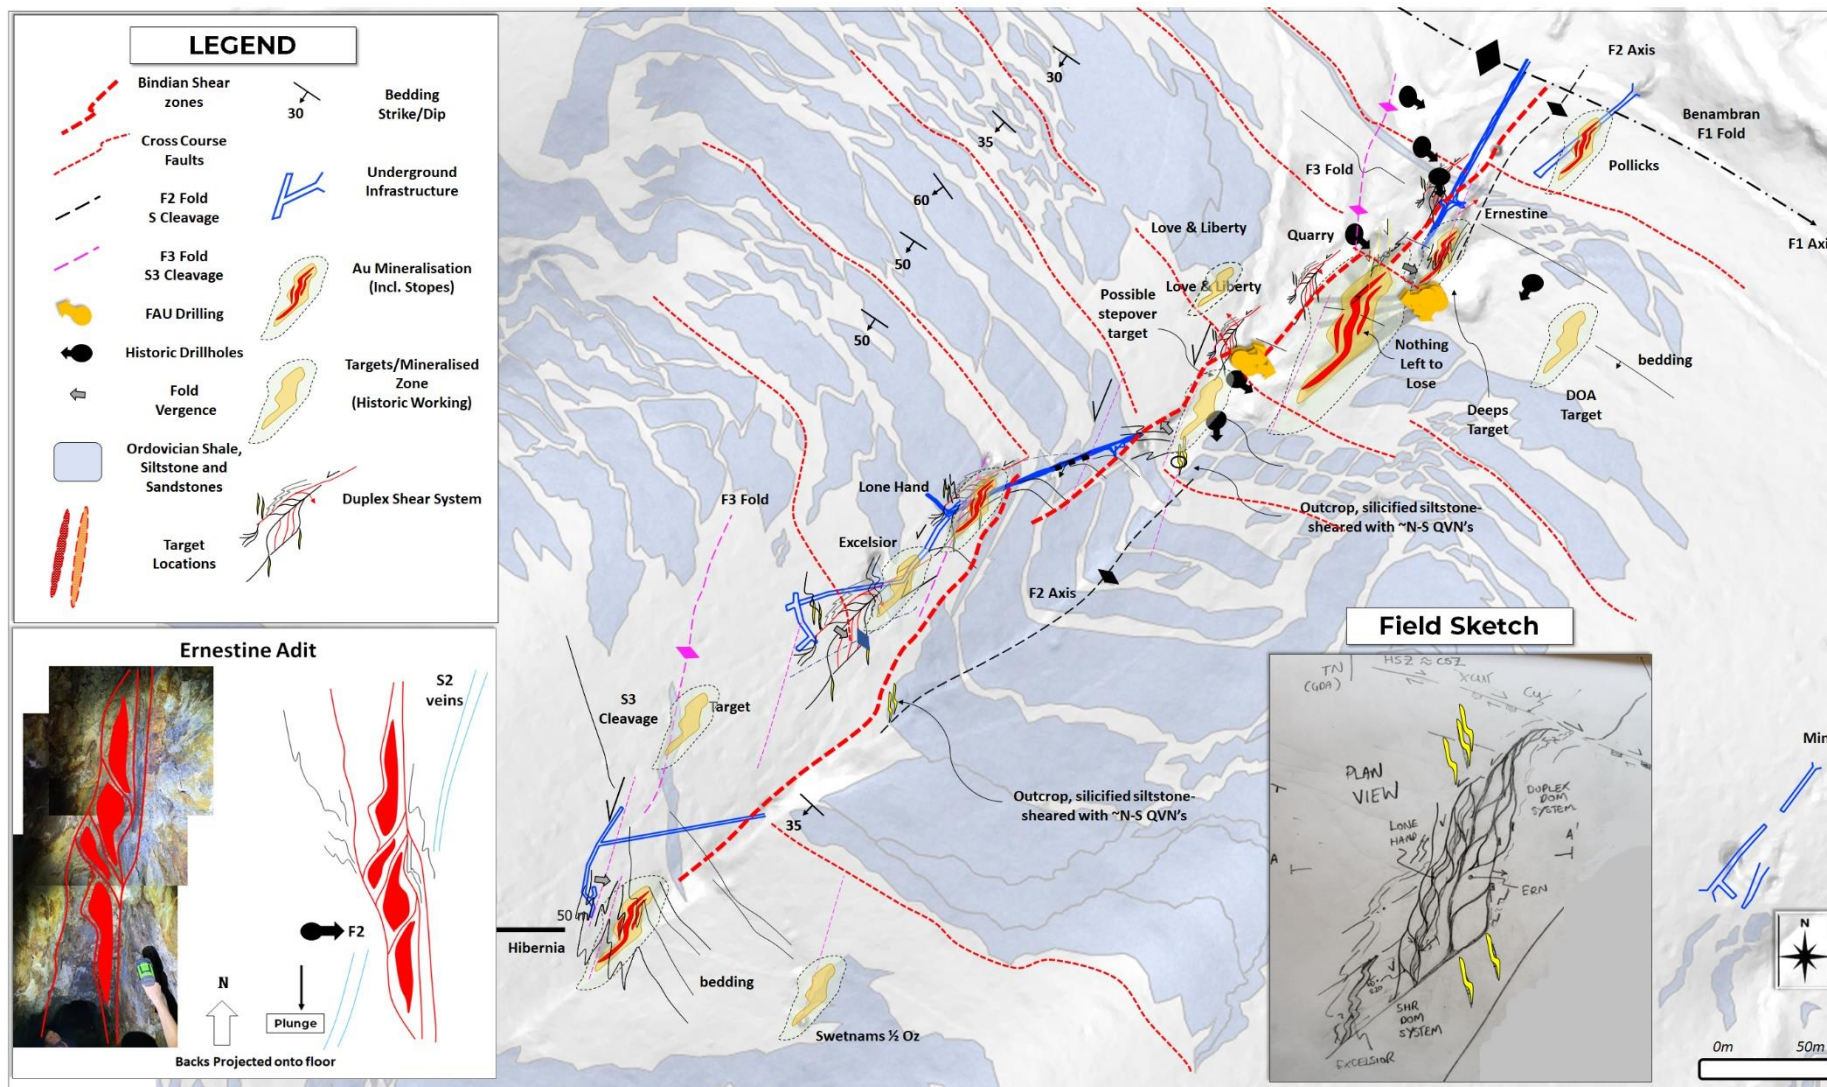 LEGEND
Bindian Shear
zones
30
Bedding
Strike/Dip
Cross Course
Faults
Underground
Infrastructure
F2 Fold
S Cleavage
F3 Fold
S3 Cleavage
Au Mineralisation
(Incl. Stopes)
FAU Drilling
Historic Drillholes
Fold
Vergence
Targets/Mineralised
Zone
(Historic Working)
Ordovician Shale,
Siltstone and
Sandstones
Duplex Shear System
Target
Locations
Ernestine Adit
S2
veins
F2
N
Plunge
Backs Projected onto floor
30
35
60
50
50
35
F2 Axis
Benambran
F1 Fold
Pollicks
F1 Axi
F3 Fold
Ernestine
Love & Liberty
Quarry
Love & Liberty
Possible
stepover
target
Nothing
Left to
Lose
bedding
DOA
Target
Deeps
Target
Lone Hand
F3 Fold
Outcrop, silicified siltstone-
sheared with ~N-S QVN's
Excelsior
F2 Axis
S3
Cleavage
Target
Outcrop, silicified siltstone-
sheared with ~N-S QVN's
50 m
Hibernia
bedding
Swetnams ½ Oz
Field Sketch
TN
(GDA)
HSZ ≈ CSZ
XCUT
PLAN
VIEW
DUPLEX
DOM
SYSTEM
LONE
HAND
A
A'
ERN
SHR
DOM
SYSTEM
EXCELSIOR
Min
N
0m
50m